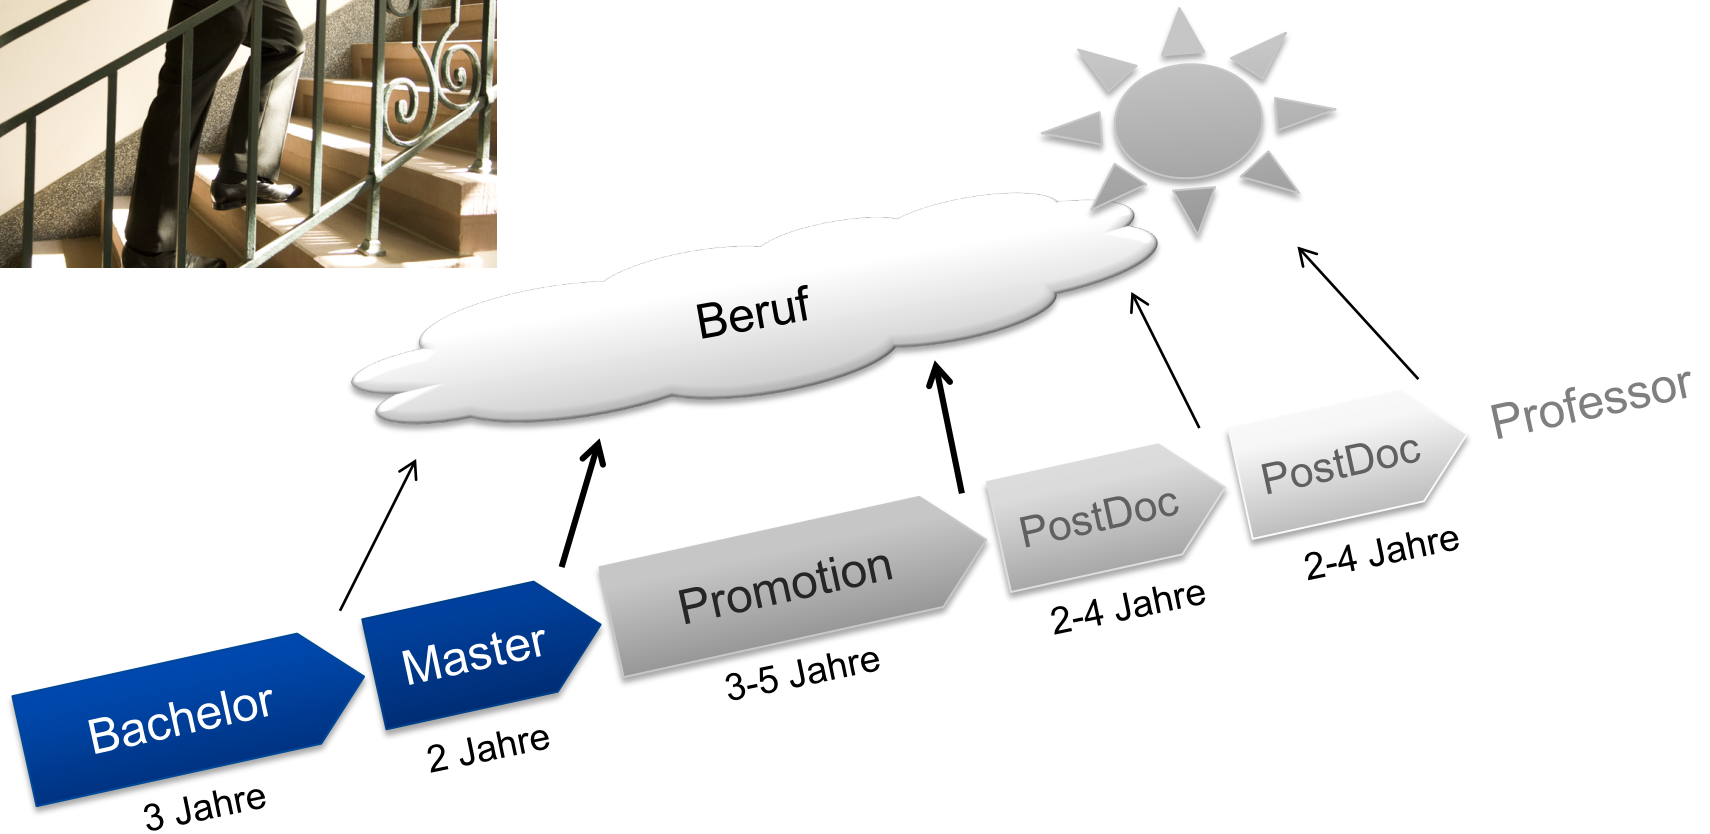 Beruf
Professor
PostDoc
2-4 Jahre
PostDoc
2-4 Jahre
Promotion
3-5 Jahre
Master
2 Jahre
Bachelor
3 Jahre